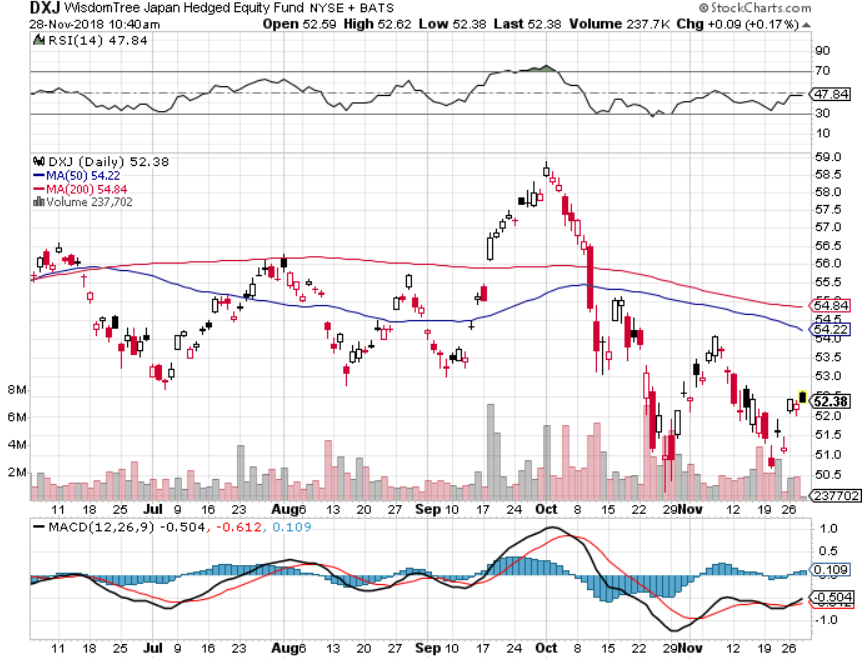 DXJ WisdomTree Japan Hedged Equity Fund NYSE + BATS © StockCharts.com
28-Nov-2018 10:40am Open 52.59 High 52.62 Low 52.38 Last 52.38 Volume 237.7K Chg +0.09 (+0.17%)
RSI(14) 47.84
90
70
47.84
30
10
DXJ (Daily) 52.38
MA(50) 54.22
MA(200) 54.84
Volume 237,702
59.0
58.5
58.0
57.5
57.0
56.5
56.0
55.5
54.84
54.5
54.22
54.0
53.5
53.0
52.38
52.0
51.5
51.0
50.5
237702
8M
6M
4M
2M
11 18 25 Jul 9 16 23 Aug 6 13 20 27 Sep 10 17 24 Oct 8 15 22 29 Nov 12 19 26
MACD(12,26,9) -0.504, -0.612, 0.109
1.0
0.5
0.109
-0.504
-1.0
11 18 25 Jul 9 16 23 Aug 6 13 20 27 Sep 10 17 24 Oct 8 15 22 29 Nov 12 19 26